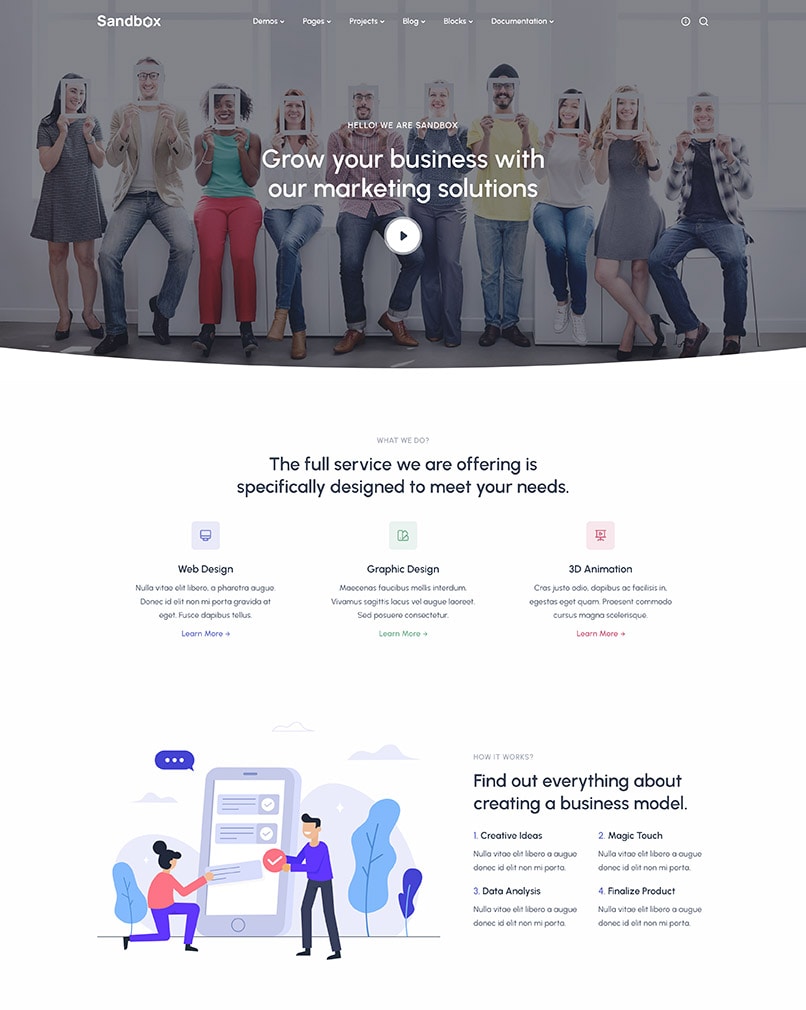 Sandbox
Demos Pages Projects Blog Blocks Documentation
HELLO! WE ARE SANDBOX
Grow your business with
our marketing solutions
WHAT WE DO?
The full service we are offering is
specifically designed to meet your needs.
Web Design
Nulla vitae elit libero, a pharetra augue.
Donec id elit non mi porta gravida at
eget. Fusce dapibus tellus.
Learn More →
Graphic Design
Maecenas faucibus mollis interdum.
Vivamus sagittis lacus vel augue laoreet.
Sed posuere consectetur.
Learn More →
3D Animation
Cras justo odio, dapibus ac facilisis in,
egestas eget quam. Praesent commodo
cursus magna scelerisque.
Learn More →
HOW IT WORKS?
Find out everything about
creating a business model.
1. Creative Ideas
Nulla vitae elit libero a augue
donec id elit non mi porta.
2. Magic Touch
Nulla vitae elit libero a augue
donec id elit non mi porta.
3. Data Analysis
Nulla vitae elit libero a augue
donec id elit non mi porta.
4. Finalize Product
Nulla vitae elit libero a augue
donec id elit non mi porta.